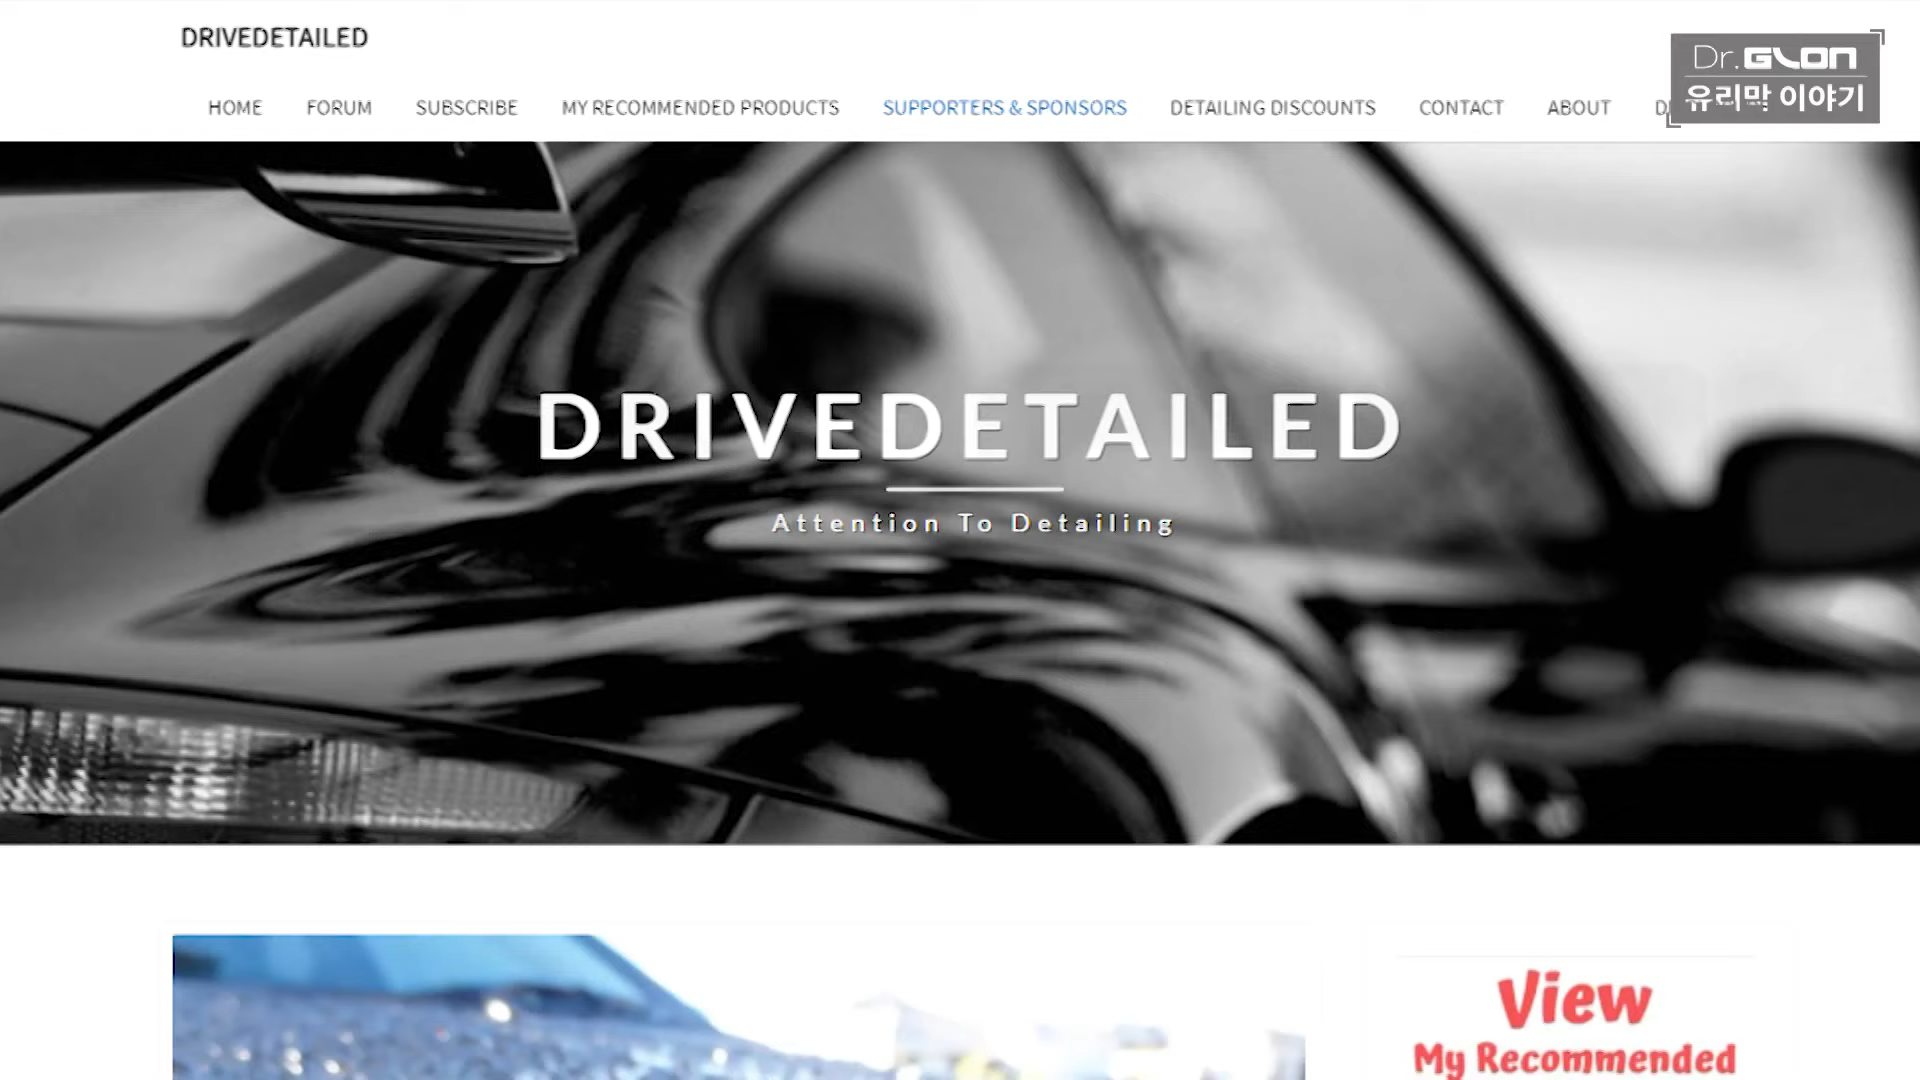 DRIVEDETAILED
HOME FORUM SUBSCRIBE MY RECOMMENDED PRODUCTS SUPPORTERS & SPONSORS DETAILING DISCOUNTS CONTACT ABOUT
Dr.GLON
유리막 이야기
DRIVEDETAILED
Attention To Detailing
View
My Recommended